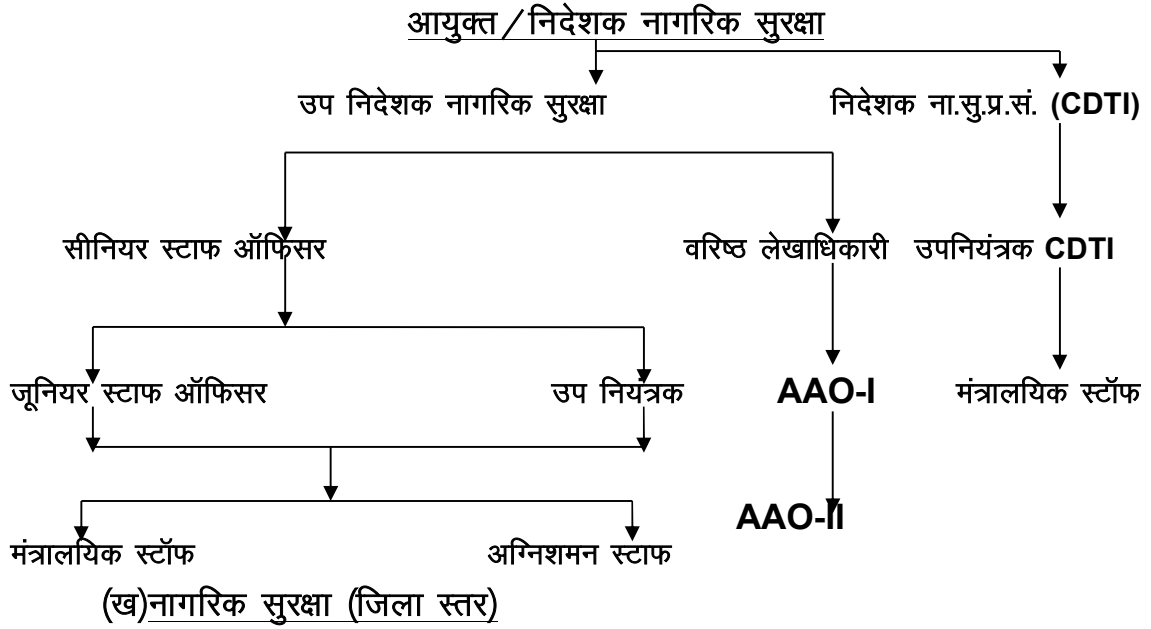 आयुक्त/निदेशक नागरिक सुरक्षा
उप निदेशक नागरिक सुरक्षा निदेशक ना.सु.प्र.सं. (CDTI)
सीनियर स्टाफ ऑफिसर वरिष्ठ लेखाधिकारी उपनियंत्रक CDTI
जूनियर स्टाफ ऑफिसर उप नियंत्रक AAO-I मंत्रालयिक स्टॉफ
AAO-II
मंत्रालयिक स्टॉफ अग्निशमन स्टाफ
(ख)नागरिक सुरक्षा (जिला स्तर)